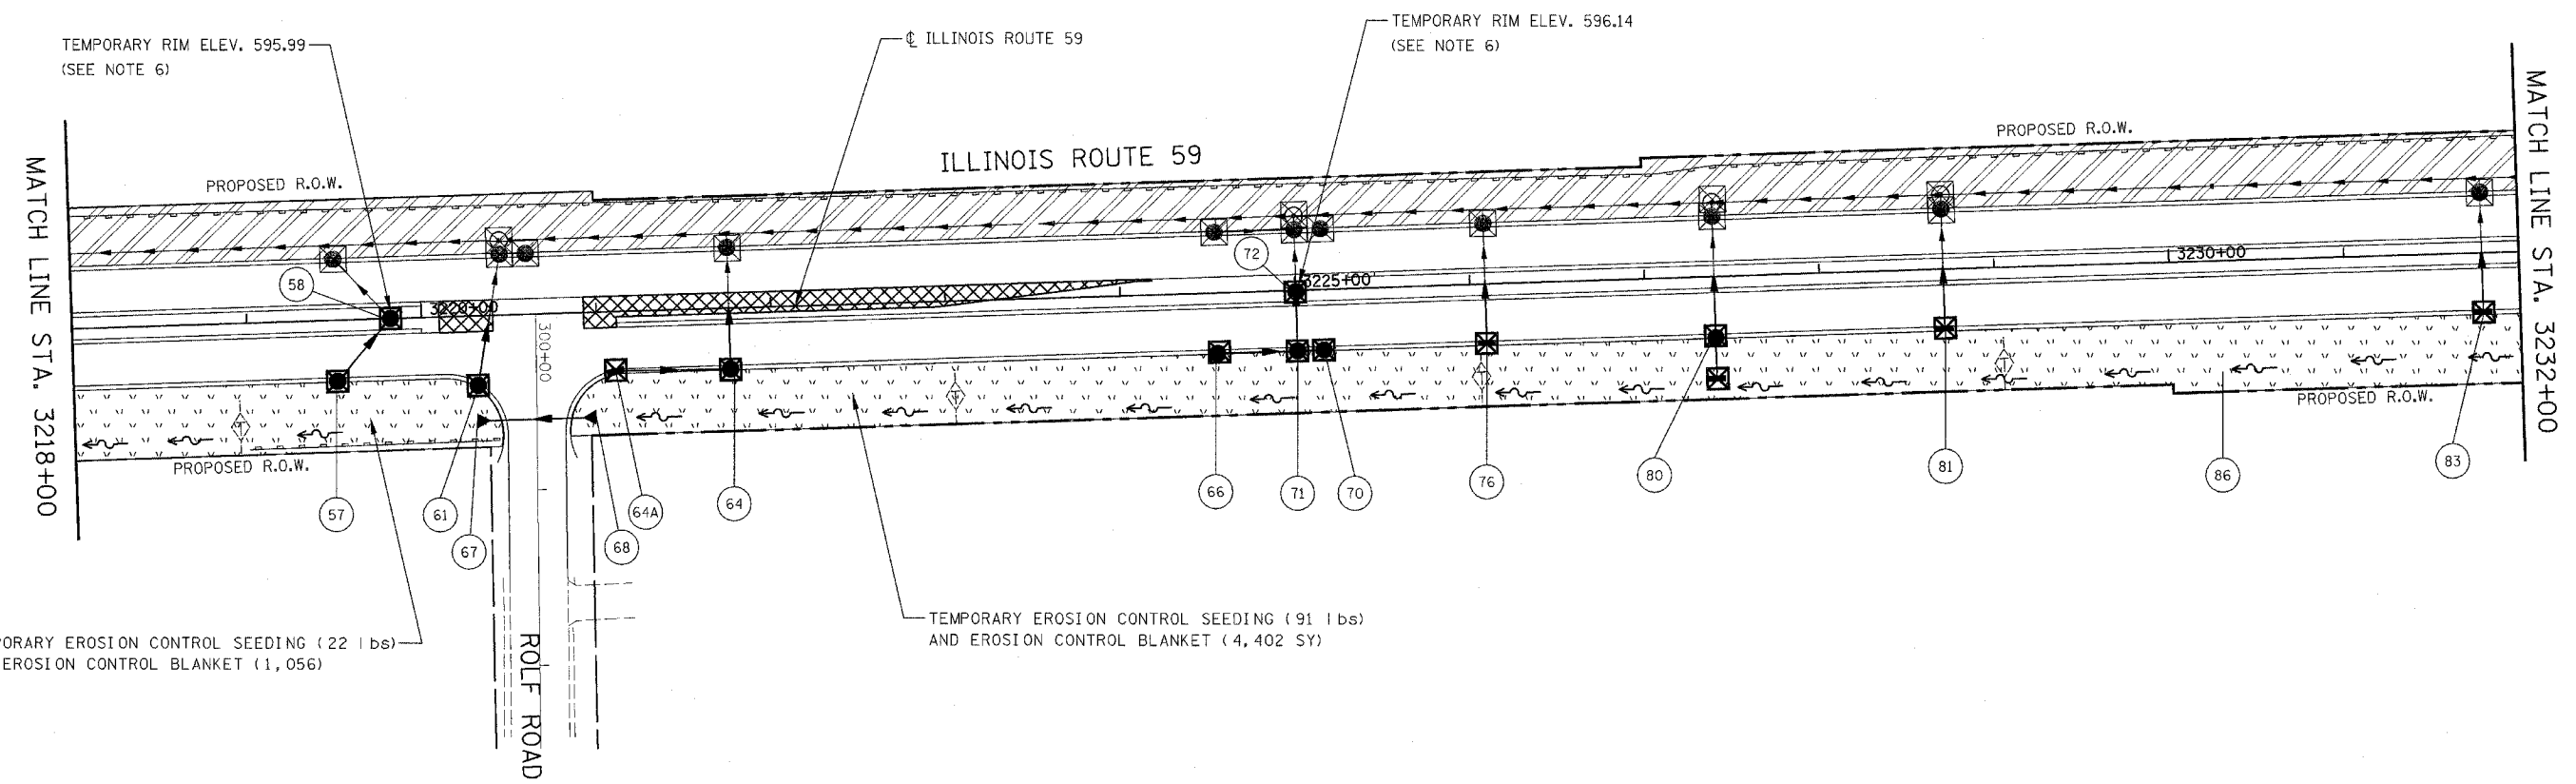 TEMPORARY RIM ELEV. 595.99
(SEE NOTE 6)
℄ ILLINOIS ROUTE 59
TEMPORARY RIM ELEV. 596.14
(SEE NOTE 6)
MATCH LINE STA. 3218+00
MATCH LINE STA. 3232+00
ILLINOIS ROUTE 59
PROPOSED R.O.W.
PROPOSED R.O.W.
58
72
3220+00
3225+00
3230+00
300+00
PROPOSED R.O.W.
PROPOSED R.O.W.
57
61
67
64A
68
64
66
71
70
76
80
81
86
83
PORARY EROSION CONTROL SEEDING (22 lbs)
EROSION CONTROL BLANKET (1,056)
TEMPORARY EROSION CONTROL SEEDING (91 lbs)
AND EROSION CONTROL BLANKET (4,402 SY)
ROLF ROAD